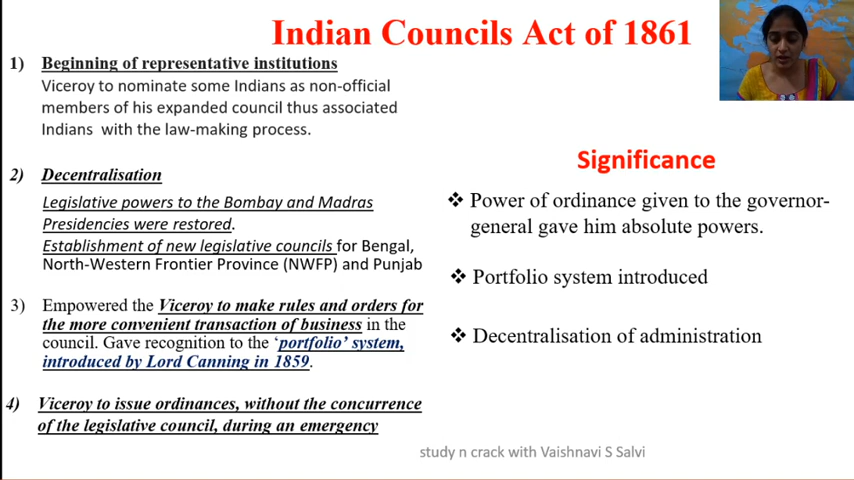 Indian Councils Act of 1861
1) Beginning of representative institutions
Viceroy to nominate some Indians as non-official
members of his expanded council thus associated
Indians with the law-making process.
2) Decentralisation
Legislative powers to the Bombay and Madras
Presidencies were restored.
Establishment of new legislative councils for Bengal,
North-Western Frontier Province (NWFP) and Punjab
3) Empowered the Viceroy to make rules and orders for
the more convenient transaction of business in the
council. Gave recognition to the ‘portfolio’ system,
introduced by Lord Canning in 1859.
4) Viceroy to issue ordinances, without the concurrence
of the legislative council, during an emergency
Significance
❖ Power of ordinance given to the governor-
general gave him absolute powers.
❖ Portfolio system introduced
❖ Decentralisation of administration
study n crack with Vaishnavi S Salvi